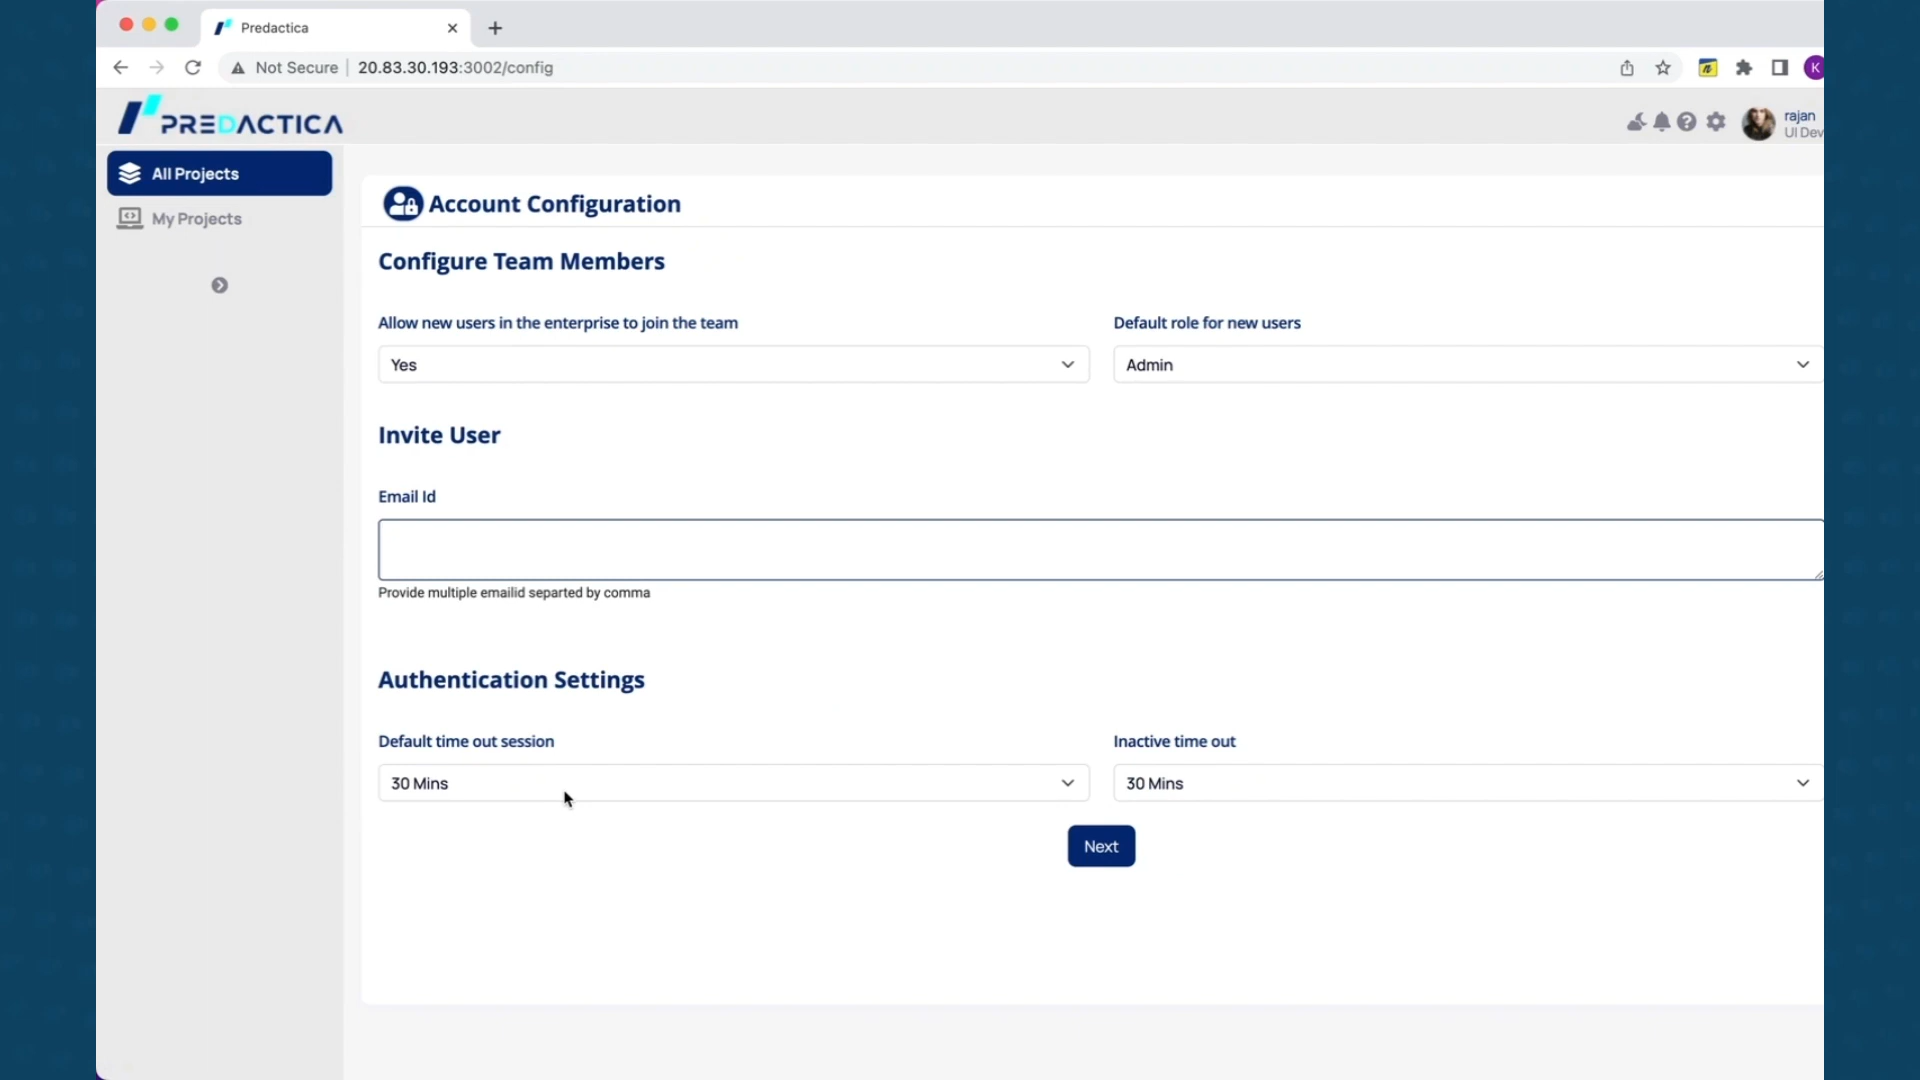 Predactica
Not Secure 20.83.30.193:3002/config
K
PREDACTICA
rajan
UI Dev
All Projects
My Projects
Account Configuration
Configure Team Members
Allow new users in the enterprise to join the team
Default role for new users
Yes
Admin
Invite User
Email Id
Provide multiple emailid separted by comma
Authentication Settings
Default time out session
Inactive time out
30 Mins
30 Mins
Next